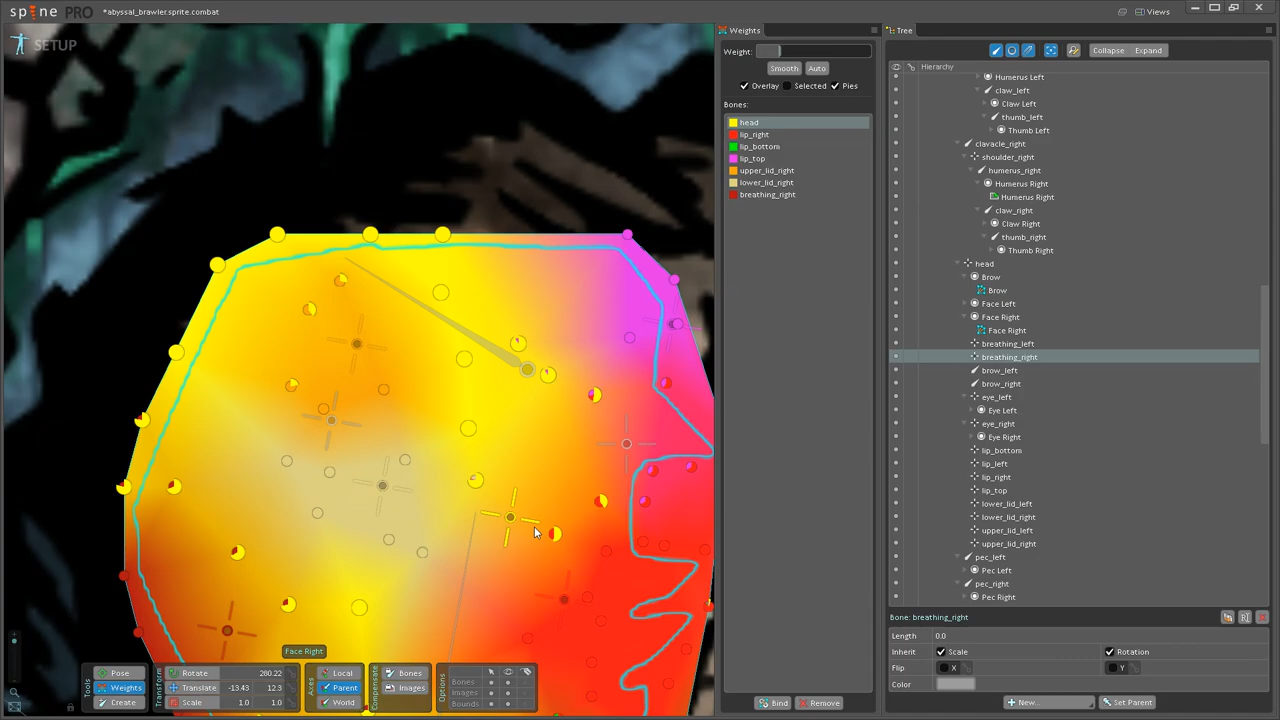 spine PRO *abyssal_brawler.sprite.combat Views
SETUP
Weights
Weight:
Smooth Auto
Overlay Selected Pies
Bones:
head
lip_right
lip_bottom
lip_top
upper_lid_right
lower_lid_right
breathing_right
Bind Remove
Tree
Collapse Expand
Hierarchy
Humerus Left
claw_left
Claw Left
thumb_left
Thumb Left
clavacle_right
shoulder_right
humerus_right
Humerus Right
Humerus Right
claw_right
Claw Right
thumb_right
Thumb Right
head
Brow
Brow
Face Left
Face Right
Face Right
breathing_left
breathing_right
brow_left
brow_right
eye_left
Eye Left
eye_right
Eye Right
lip_bottom
lip_left
lip_right
lip_top
lower_lid_left
lower_lid_right
upper_lid_left
upper_lid_right
pec_left
Pec Left
pec_right
Pec Right
Bone: breathing_right
Length 0.0
Inherit Scale Rotation
Flip X Y
Color
New... Set Parent
Face Right
Tools
Pose
Weights
Create
Transform
Rotate 260.22
Translate -13.43 12.3
Scale 1.0 1.0
Axes
Local
Parent
World
Compensate
Bones
Images
Options
Bones
Images
Bounds